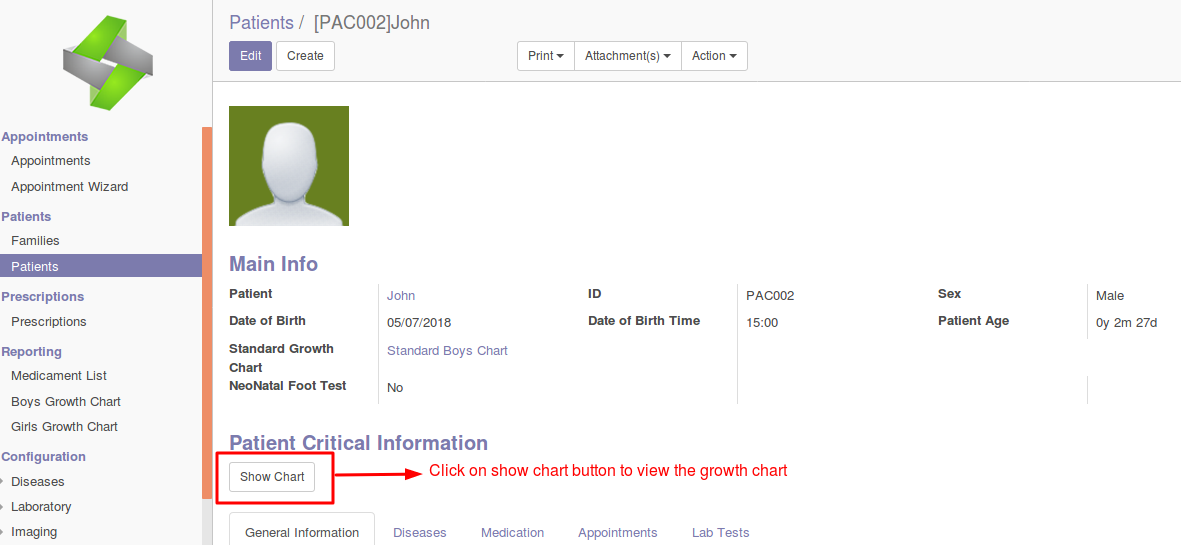 Patients / [PAC002]John
Edit Create Print Attachment(s) Action
Appointments
Appointments
Appointment Wizard
Patients
Families
Patients
Prescriptions
Prescriptions
Reporting
Medicament List
Boys Growth Chart
Girls Growth Chart
Configuration
Diseases
Laboratory
Imaging
Main Info
Patient John ID PAC002 Sex Male
Date of Birth 05/07/2018 Date of Birth Time 15:00 Patient Age 0y 2m 27d
Standard Growth Chart Standard Boys Chart
NeoNatal Foot Test No
Patient Critical Information
Show Chart Click on show chart button to view the growth chart
General Information Diseases Medication Appointments Lab Tests